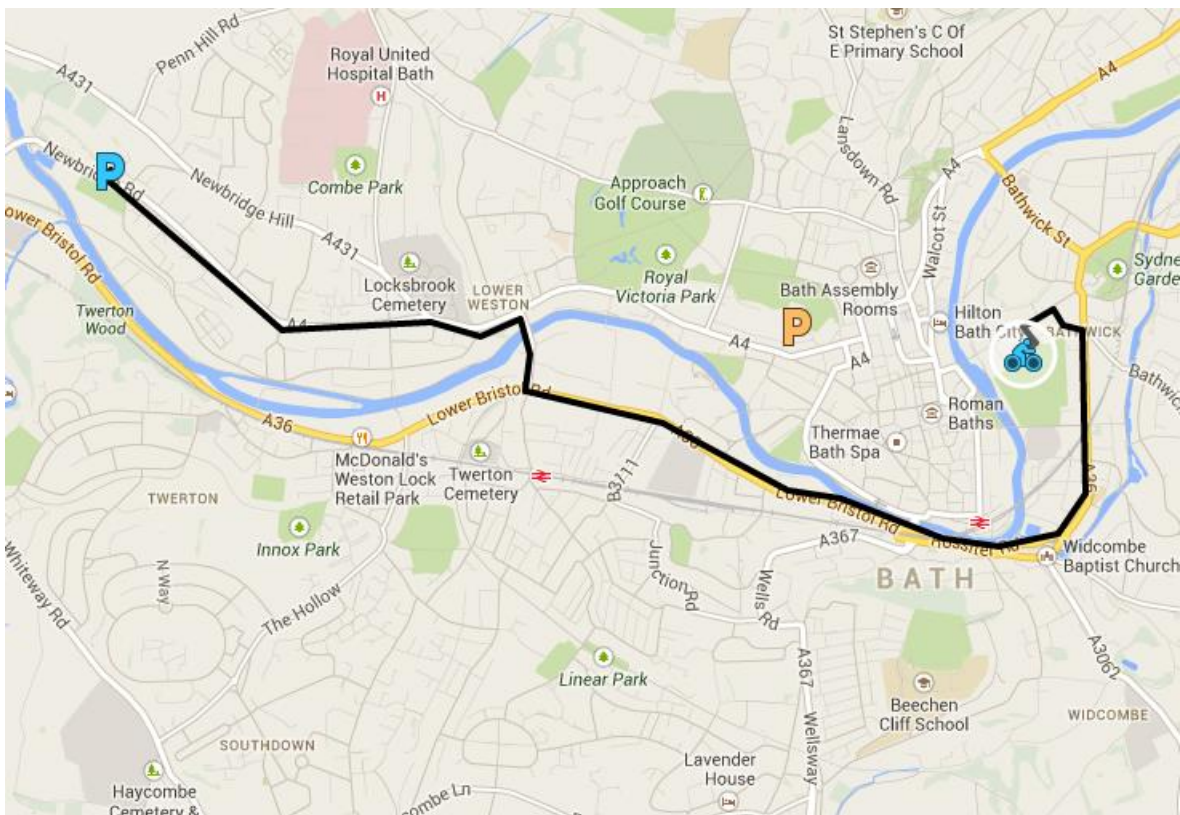 St Stephen's C Of
E Primary School
A4
Penn Hill Rd
A431
Royal United
Hospital Bath
H
Lansdown Rd
A4
Newbridge Rd
P
Combe Park
Newbridge Hill
A431
Approach
Golf Course
Walcot St
Bathwick St
Lower Bristol Rd
Locksbrook
Cemetery
LOWER
WESTON
Royal
Victoria Park
Bath Assembly
Rooms
Sydne
Garde
Twerton
Wood
A4
P
A4
A4
Hilton
Bath City
BATHWICK
Bathwick
A36
Lower Bristol Rd
Roman
Baths
McDonald's
Weston Lock
Retail Park
Twerton
Cemetery
B3111
Thermae
Bath Spa
A36
TWERTON
Lower Bristol Rd
A367
Rossiter Rd
Widcombe
Baptist Church
Innox Park
BATH
Whiteway Rd
N Way
The Hollow
Junction Rd
Wells Rd
A3062
Linear Park
A367
Wellsway
Beechen
Cliff School
WIDCOMBE
SOUTHDOWN
Lavender
House
Haycombe
Cemetery &
combe Ln